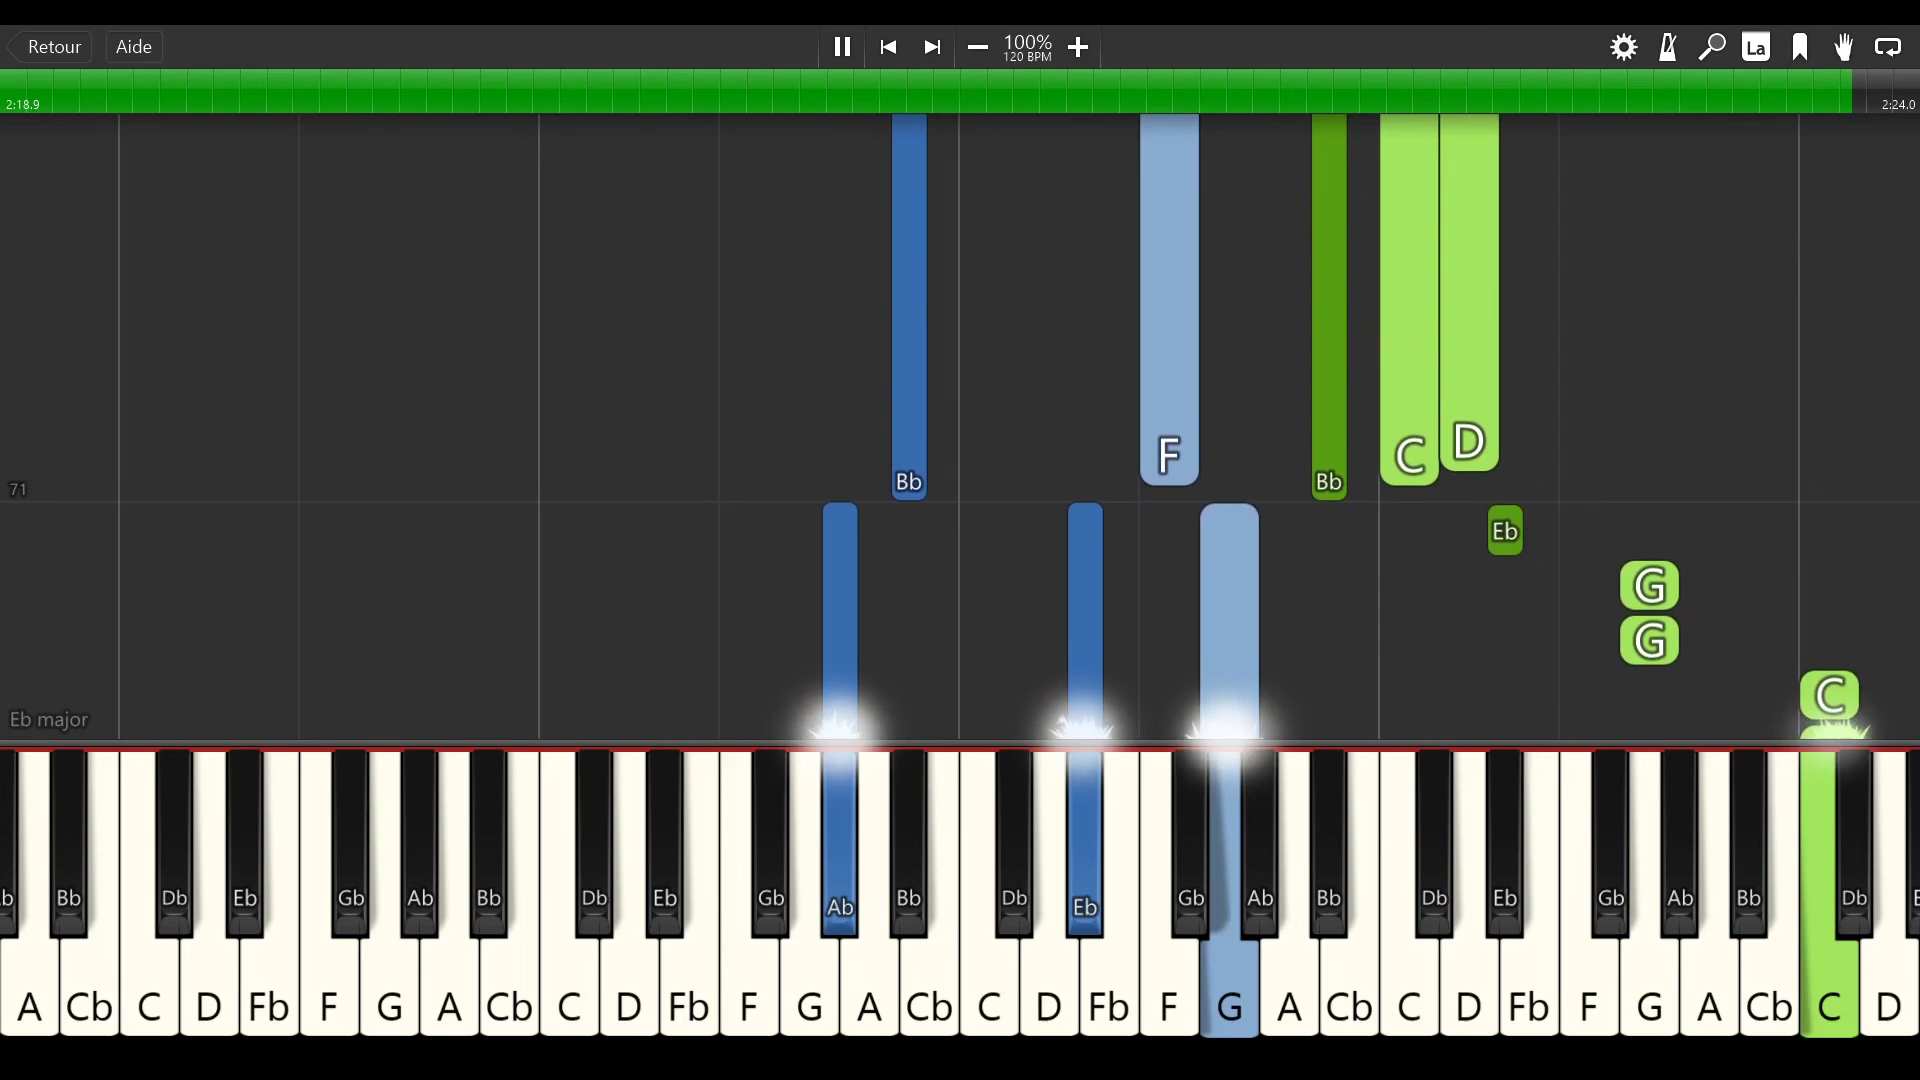 Retour Aide 100% La
120 BPM
2:18.9 2:24.0
F C D
Bb Bb
71
Eb
G
G
C
Eb major
b Bb Db Eb Gb Ab Bb Db Eb Gb Ab Bb Db Eb Gb Ab Bb Db Eb Gb Ab Bb Db E
A Cb C D Fb F G A Cb C D Fb F G A Cb C D Fb F G A Cb C D Fb F G A Cb C D